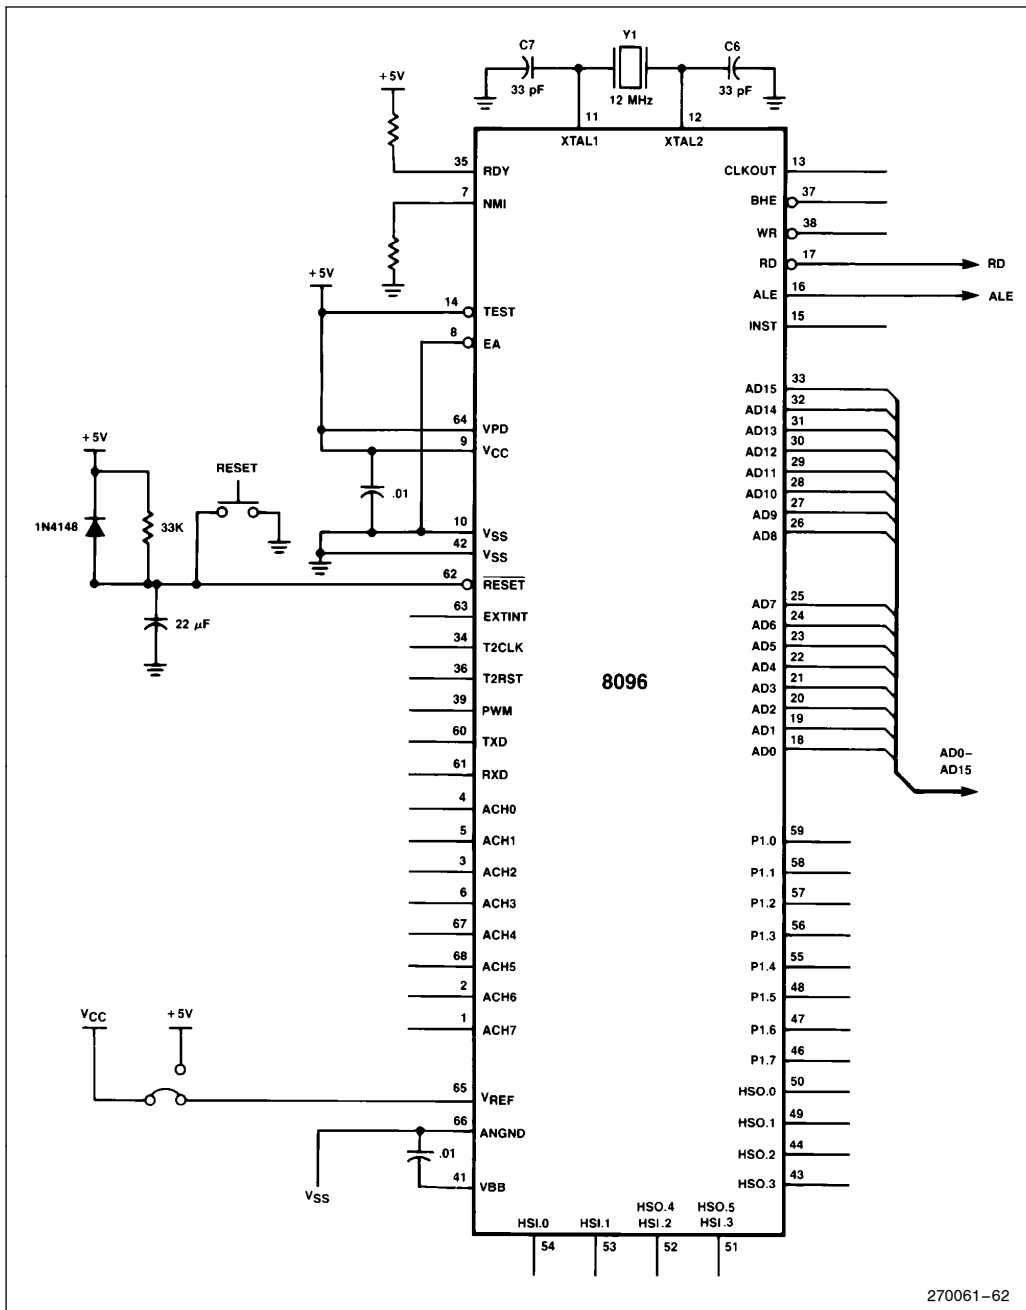 C7
Y1
C6
33 pF
12 MHz
33 pF
11
12
XTAL1
XTAL2
+5V
35
RDY
7
NMI
+5V
14
TEST
8
EA
64
VPD
9
VCC
.01
+5V
RESET
1N4148
33K
10
VSS
42
VSS
62
RESET
22 µF
63
EXTINT
34
T2CLK
36
T2RST
39
PWM
60
TXD
61
RXD
4
ACH0
5
ACH1
3
ACH2
6
ACH3
67
ACH4
68
ACH5
2
ACH6
1
ACH7
VCC
+5V
65
VREF
66
ANGND
.01
VSS
41
VBB
8096
CLKOUT
13
BHE
37
WR
38
RD
17
RD
ALE
16
ALE
INST
15
AD15
33
AD14
32
AD13
31
AD12
30
AD11
29
AD10
28
AD9
27
AD8
26
AD7
25
AD6
24
AD5
23
AD4
22
AD3
21
AD2
20
AD1
19
AD0
18
AD0–
AD15
P1.0
59
P1.1
58
P1.2
57
P1.3
56
P1.4
55
P1.5
48
P1.6
47
P1.7
46
HSO.0
50
HSO.1
49
HSO.2
44
HSO.3
43
HSO.4
HSO.5
HSI.0
HSI.1
HSI.2
HSI.3
54
53
52
51
270061–62